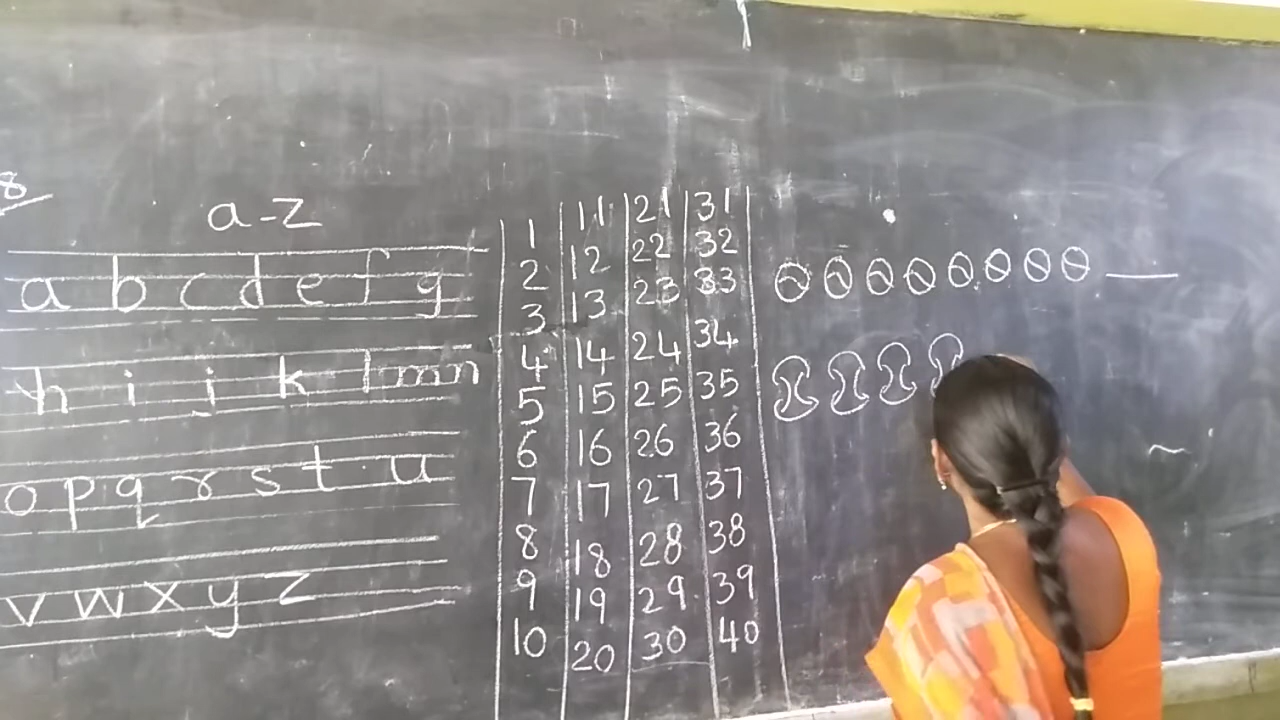 8
a-z
a b c d e f g
h i j k l m n
o p q r s t u
v w x y z
1 11 21 31
2 12 22 32
3 13 23 33
4 14 24 34
5 15 25 35
6 16 26 36
7 17 27 37
8 18 28 38
9 19 29 39
10 20 30 40